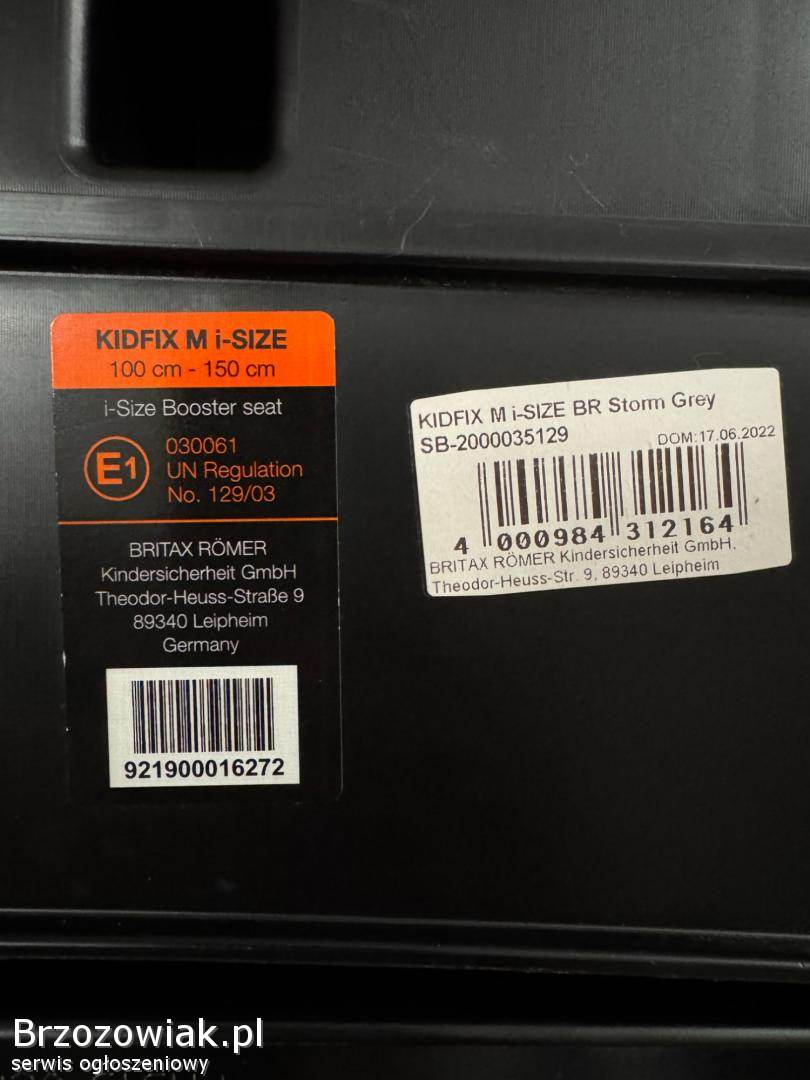 KIDFIX M i-SIZE
100 cm - 150 cm
i-Size Booster seat
E1
030061
UN Regulation
No. 129/03
BRITAX RÖMER
Kindersicherheit GmbH
Theodor-Heuss-Straße 9
89340 Leipheim
Germany
921900016272
KIDFIX M i-SIZE BR Storm Grey
SB-2000035129
DOM:17.06.2022
4 000984 312164
BRITAX RÖMER Kindersicherheit GmbH,
Theodor-Heuss-Str. 9, 89340 Leipheim
Brzozowiak.pl
serwis ogłoszeniowy